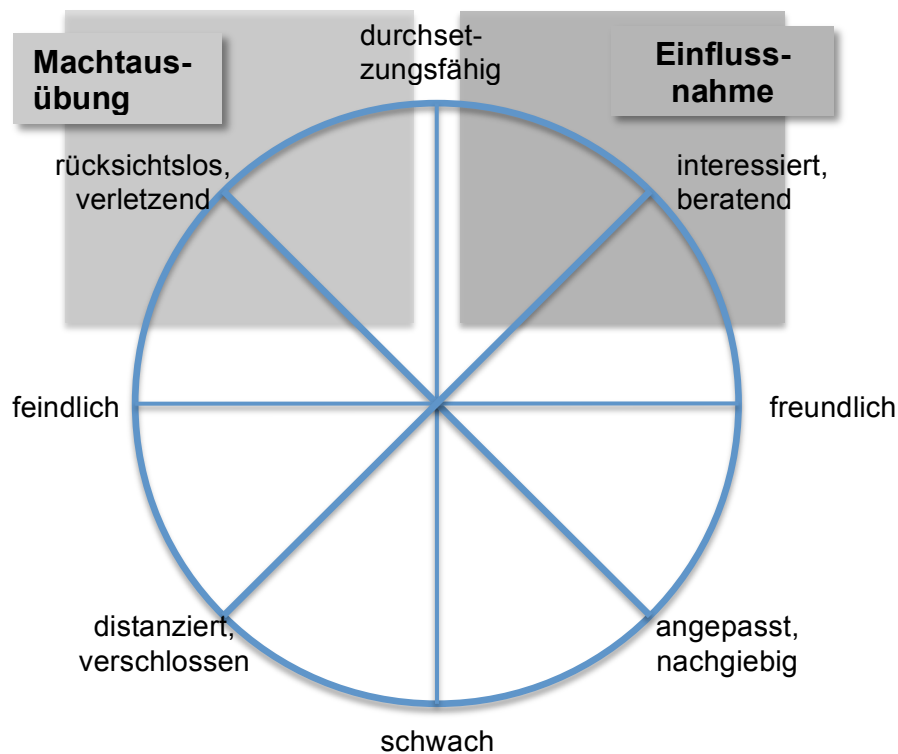 durchset-
zungsfähig
Machtaus-
übung
Einfluss-
nahme
rücksichtslos,
verletzend
interessiert,
beratend
feindlich
freundlich
distanziert,
verschlossen
angepasst,
nachgiebig
schwach